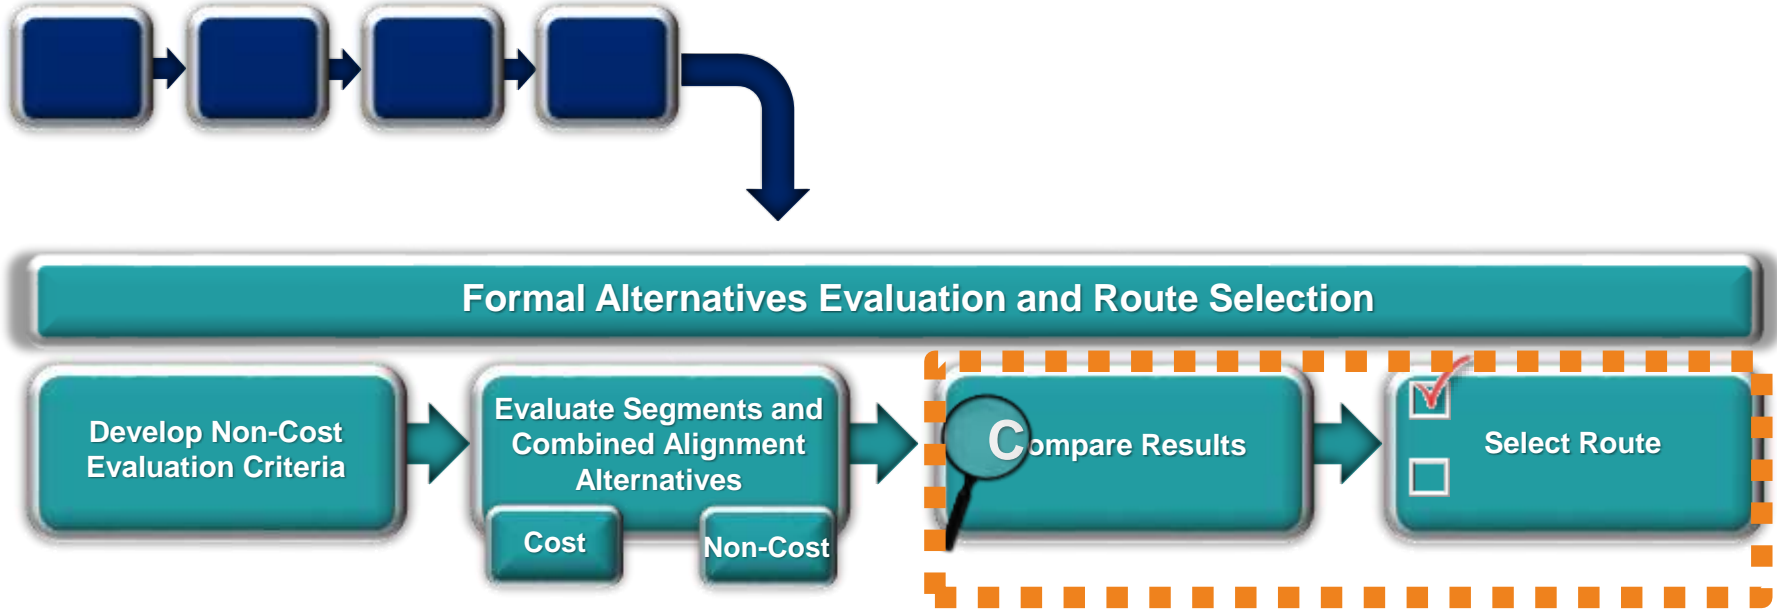 Formal Alternatives Evaluation and Route Selection
Develop Non-Cost
Evaluation Criteria
Evaluate Segments and
Combined Alignment
Alternatives
Cost
Non-Cost
Compare Results
Select Route